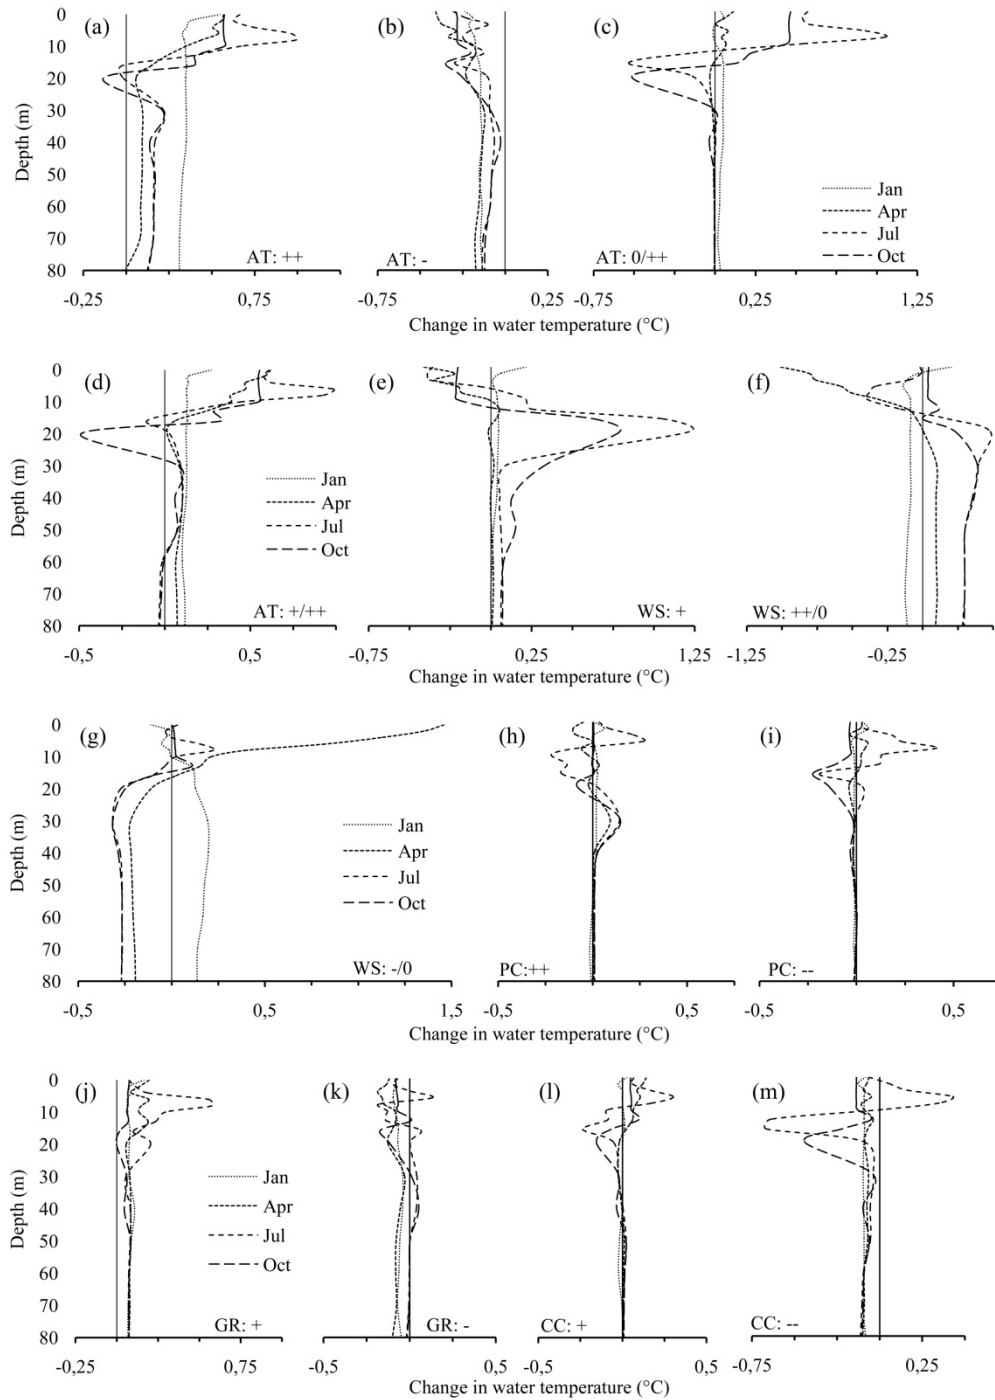 (a) (b) (c)
0
10
20
30
40
50
60
70
80
Depth (m)
Jan
Apr
Jul
Oct
AT: ++ AT: - AT: 0/++
-0,25 0,75 -0,75 0,25 -0,75 0,25 1,25
Change in water temperature (°C)
(d) (e) (f)
0
10
20
30
40
50
60
70
80
Depth (m)
Jan
Apr
Jul
Oct
AT: +/++ WS: + WS: ++/0
-0,5 0,5 -0,75 0,25 1,25 -1,25 -0,25
Change in water temperature (°C)
(g) (h) (i)
0
10
20
30
40
50
60
70
80
Depth (m)
Jan
Apr
Jul
Oct
WS: -/0 PC:++ PC: --
-0,5 0,5 1,5 -0,5 0,5 -0,5 0,5
Change in water temperature (°C)
(j) (k) (l) (m)
0
10
20
30
40
50
60
70
80
Depth (m)
Jan
Apr
Jul
Oct
GR: + GR: - CC: + CC: --
-0,25 0,75 -0,5 0,5 -0,5 0,5 -0,75 0,25
Change in water temperature (°C)